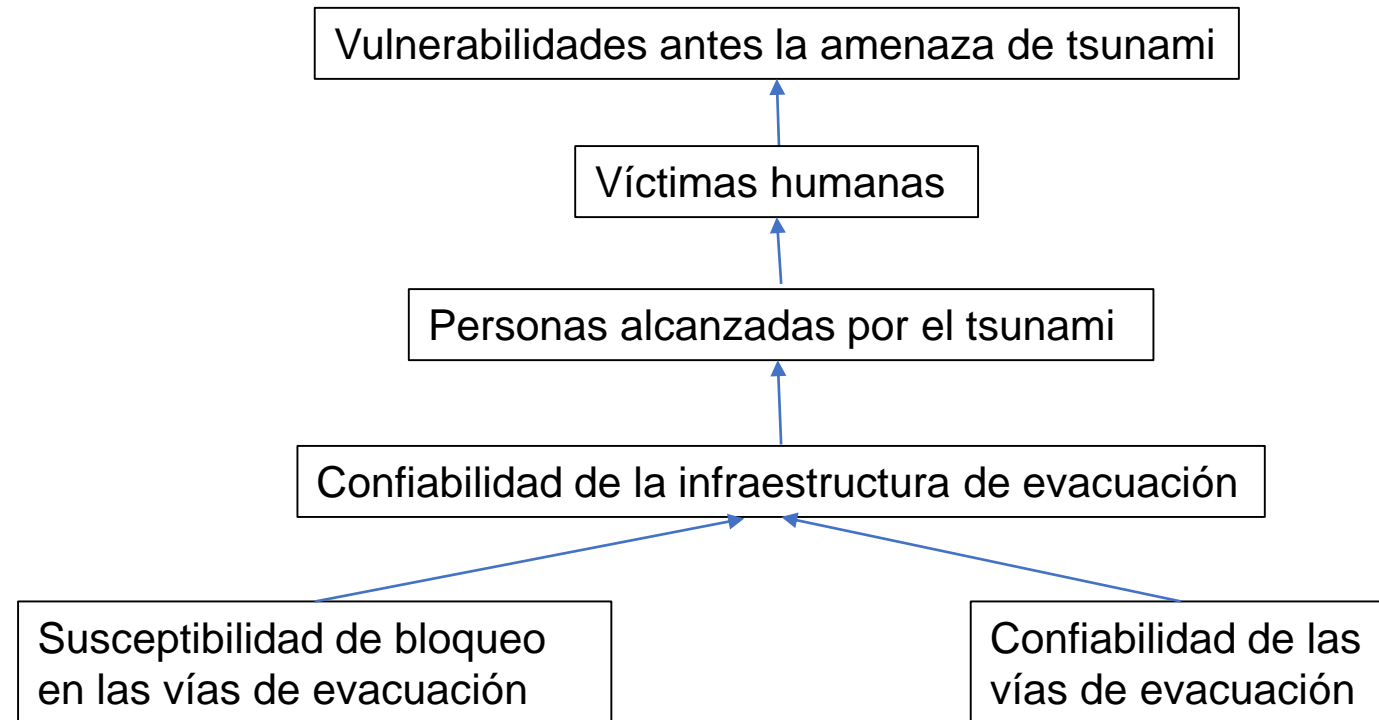 Vulnerabilidades antes la amenaza de tsunami
Víctimas humanas
Personas alcanzadas por el tsunami
Confiabilidad de la infraestructura de evacuación
Susceptibilidad de bloqueo
en las vías de evacuación
Confiabilidad de las
vías de evacuación